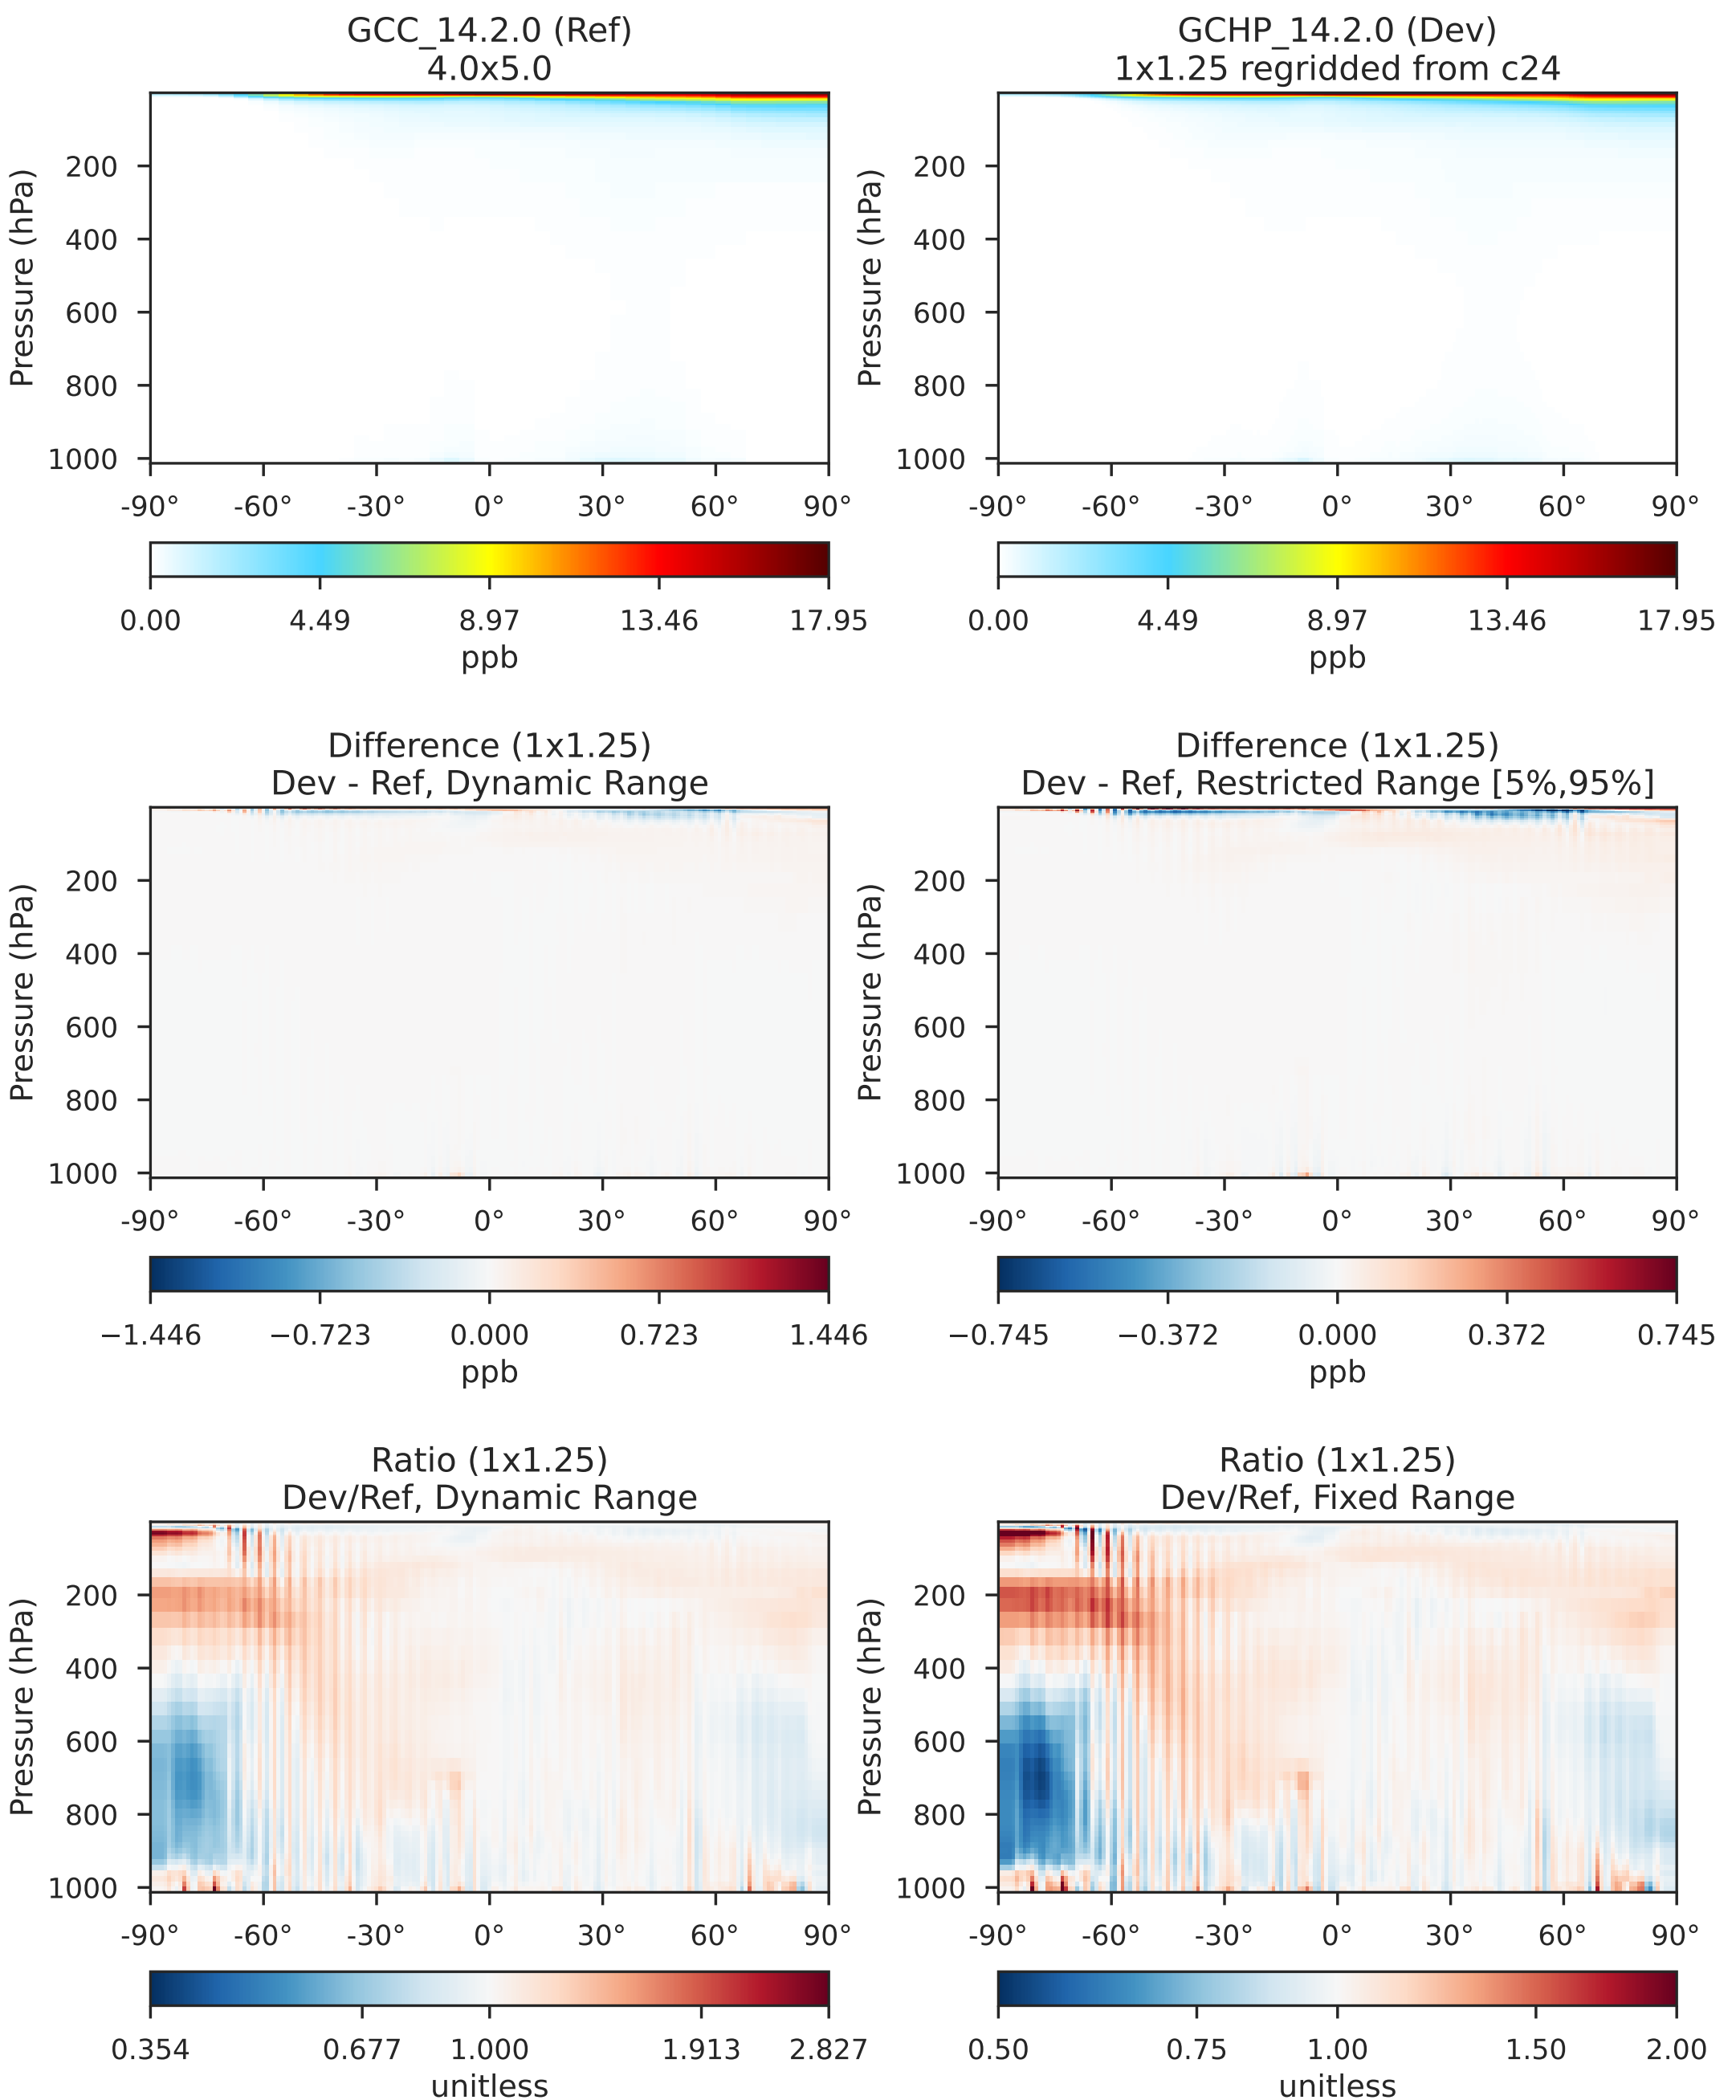 GCC_14.2.0 (Ref)
4.0x5.0
Pressure (hPa)
200
400
600
800
1000
-90° -60° -30° 0° 30° 60° 90°
0.00 4.49 8.97 13.46 17.95
ppb
GCHP_14.2.0 (Dev)
1x1.25 regridded from c24
Pressure (hPa)
200
400
600
800
1000
-90° -60° -30° 0° 30° 60° 90°
0.00 4.49 8.97 13.46 17.95
ppb
Difference (1x1.25)
Dev - Ref, Dynamic Range
Pressure (hPa)
200
400
600
800
1000
-90° -60° -30° 0° 30° 60° 90°
−1.446 −0.723 0.000 0.723 1.446
ppb
Difference (1x1.25)
Dev - Ref, Restricted Range [5%,95%]
Pressure (hPa)
200
400
600
800
1000
-90° -60° -30° 0° 30° 60° 90°
−0.745 −0.372 0.000 0.372 0.745
ppb
Ratio (1x1.25)
Dev/Ref, Dynamic Range
Pressure (hPa)
200
400
600
800
1000
-90° -60° -30° 0° 30° 60° 90°
0.354 0.677 1.000 1.913 2.827
unitless
Ratio (1x1.25)
Dev/Ref, Fixed Range
Pressure (hPa)
200
400
600
800
1000
-90° -60° -30° 0° 30° 60° 90°
0.50 0.75 1.00 1.50 2.00
unitless